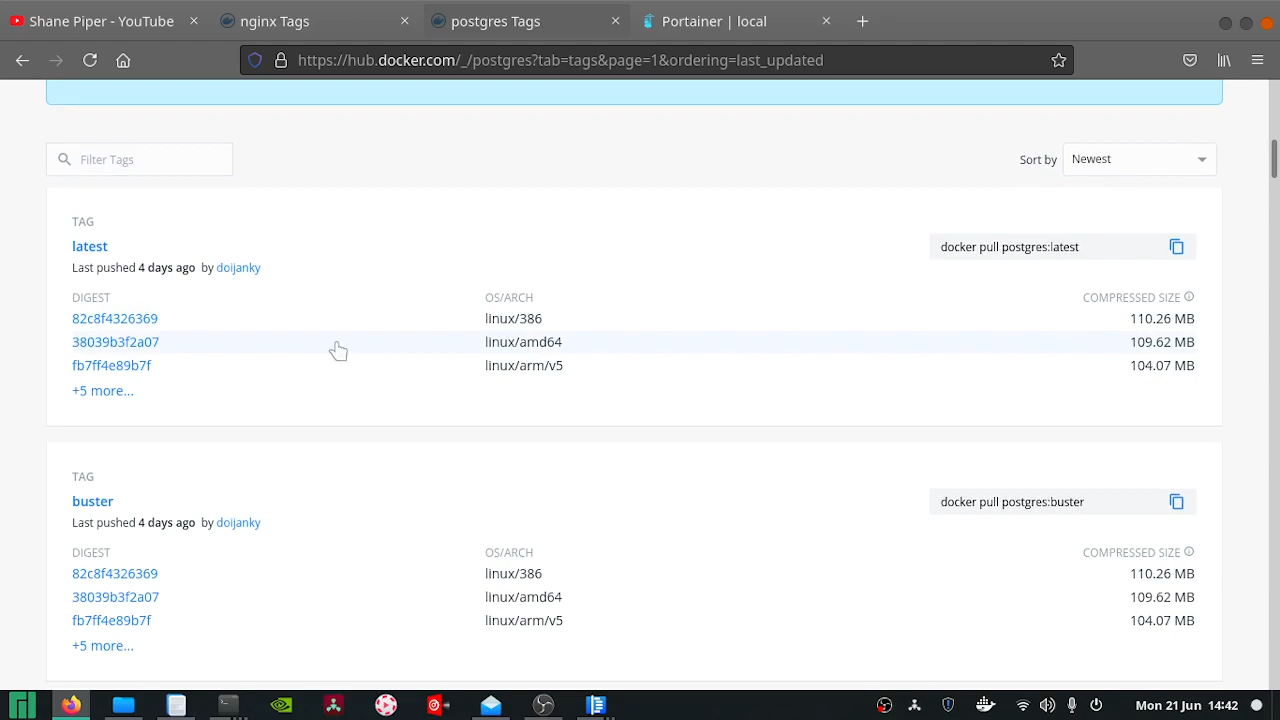 Shane Piper - YouTube
nginx Tags
postgres Tags
Portainer | local
https://hub.docker.com/_/postgres?tab=tags&page=1&ordering=last_updated
Filter Tags
Sort by
Newest
TAG
latest
docker pull postgres:latest
Last pushed 4 days ago by doijanky
DIGEST OS/ARCH COMPRESSED SIZE
82c8f4326369 linux/386 110.26 MB
38039b3f2a07 linux/amd64 109.62 MB
fb7ff4e89b7f linux/arm/v5 104.07 MB
+5 more...
TAG
buster
docker pull postgres:buster
Last pushed 4 days ago by doijanky
DIGEST OS/ARCH COMPRESSED SIZE
82c8f4326369 linux/386 110.26 MB
38039b3f2a07 linux/amd64 109.62 MB
fb7ff4e89b7f linux/arm/v5 104.07 MB
+5 more...
Mon 21 Jun 14:42